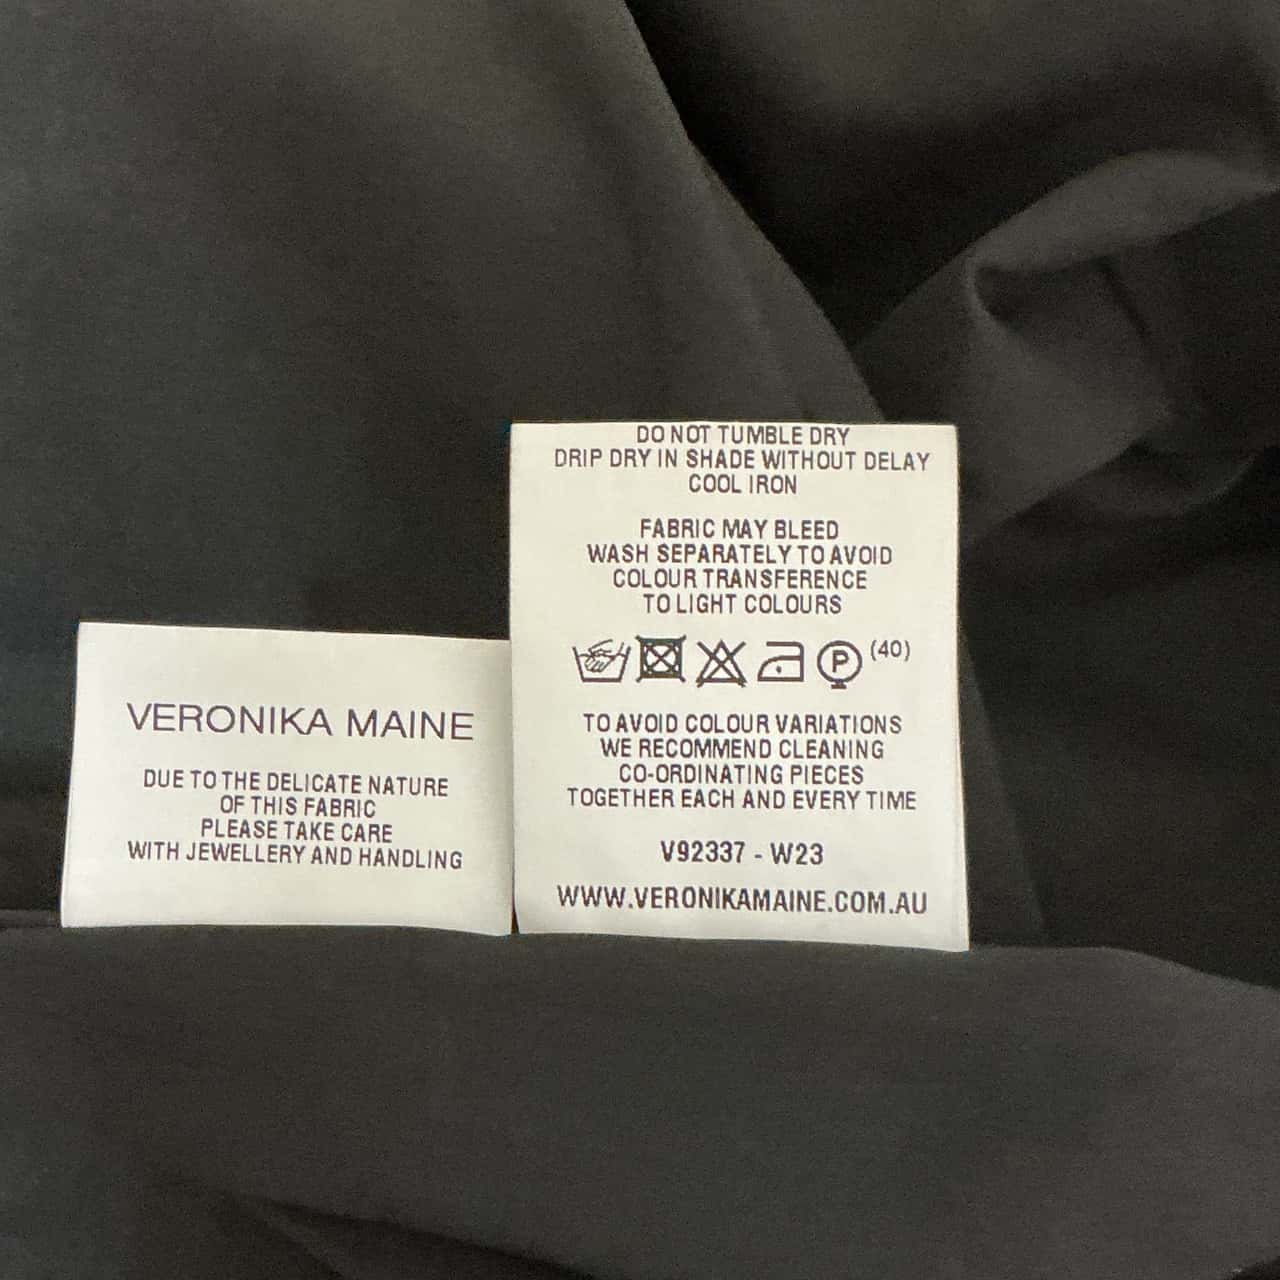 VERONIKA MAINE
DUE TO THE DELICATE NATURE
OF THIS FABRIC
PLEASE TAKE CARE
WITH JEWELLERY AND HANDLING
DO NOT TUMBLE DRY
DRIP DRY IN SHADE WITHOUT DELAY
COOL IRON
FABRIC MAY BLEED
WASH SEPARATELY TO AVOID
COLOUR TRANSFERENCE
TO LIGHT COLOURS
P (40)
TO AVOID COLOUR VARIATIONS
WE RECOMMEND CLEANING
CO-ORDINATING PIECES
TOGETHER EACH AND EVERY TIME
V92337 - W23
WWW.VERONIKAMAINE.COM.AU